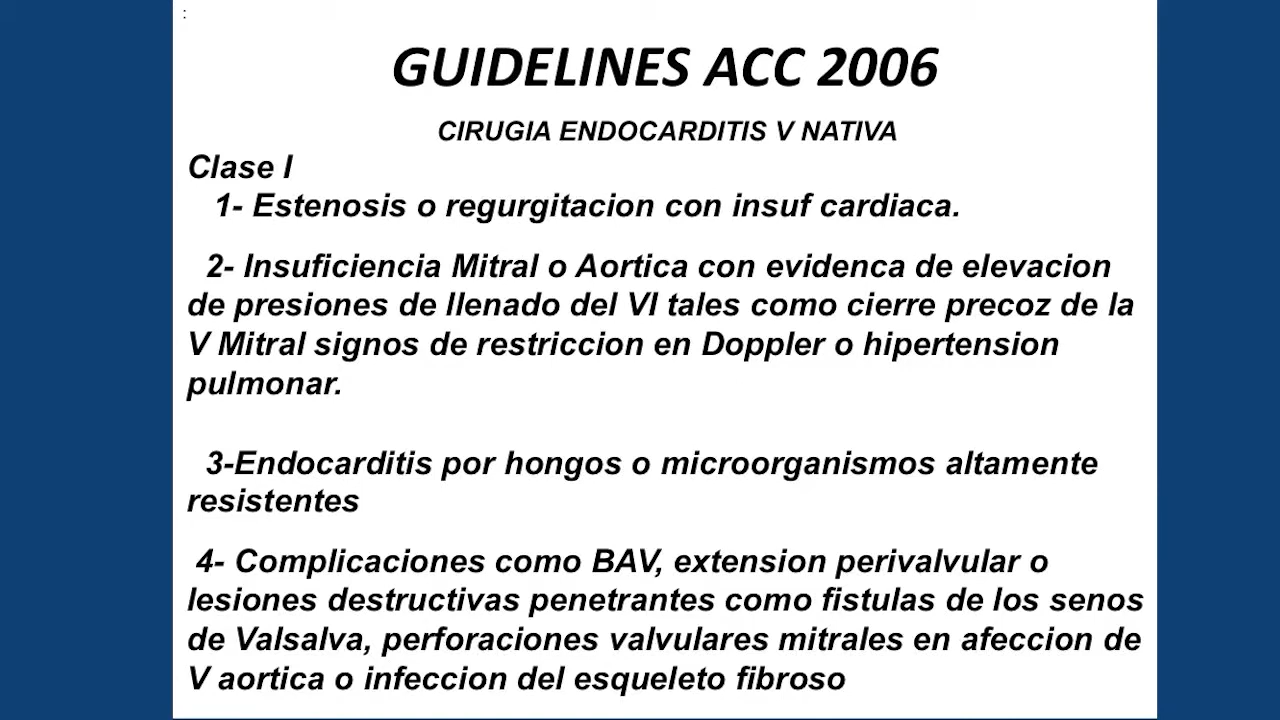 :
GUIDELINES ACC 2006
CIRUGIA ENDOCARDITIS V NATIVA
Clase I
1- Estenosis o regurgitacion con insuf cardiaca.
2- Insuficiencia Mitral o Aortica con evidenca de elevacion
de presiones de llenado del VI tales como cierre precoz de la
V Mitral signos de restriccion en Doppler o hipertension
pulmonar.
3-Endocarditis por hongos o microorganismos altamente
resistentes
4- Complicaciones como BAV, extension perivalvular o
lesiones destructivas penetrantes como fistulas de los senos
de Valsalva, perforaciones valvulares mitrales en afeccion de
V aortica o infeccion del esqueleto fibroso